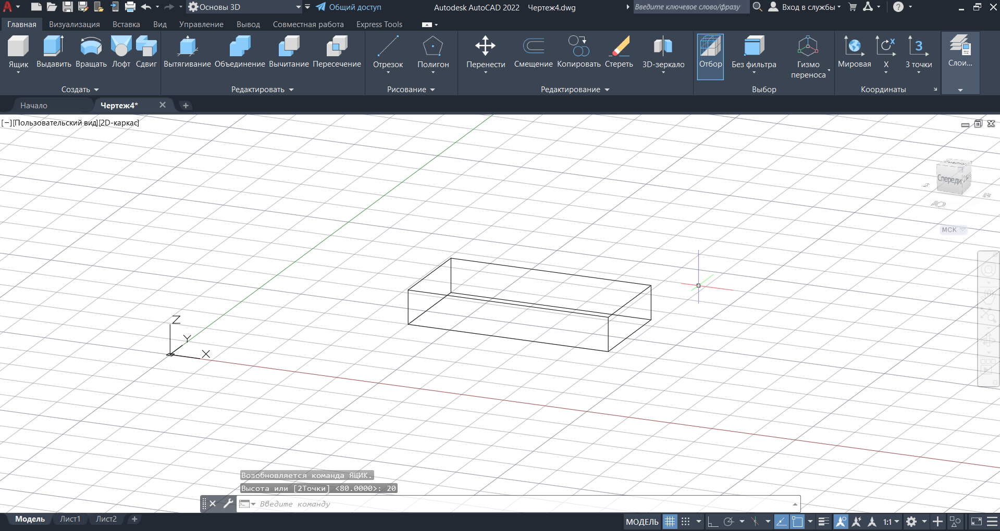 Основы 3D
Общий доступ
Autodesk AutoCAD 2022 Чертеж4.dwg
Введите ключевое слово/фразу
Вход в службы
Главная Визуализация Вставка Вид Управление Вывод Совместная работа Express Tools
Ящик Выдавить Вращать Лофт Сдвиг Вытягивание Объединение Вычитание Пересечение Отрезок Полигон Перенести Смещение Копировать Стереть 3D-зеркало Отбор Без фильтра Гизмо переноса Мировая X 3 точки Слои...
Создать Редактировать Рисование Редактирование Выбор Координаты
Начало Чертеж4*
[−][Пользовательский вид][2D-каркас]
Спереди
Ю
В
МСК
Z
Y
X
Возобновляется команда ЯЩИК.
Высота или [2Точки] <80.0000>: 20
Введите команду
Модель Лист1 Лист2
МОДЕЛЬ
1:1